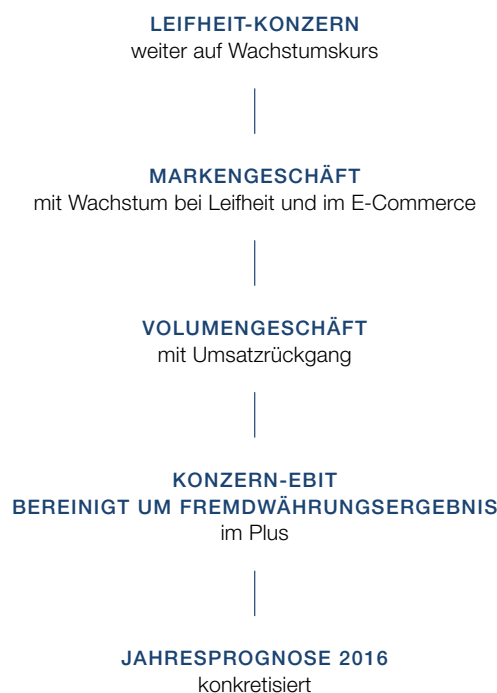 LEIFHEIT-KONZERN
weiter auf Wachstumskurs
MARKENGESCHÄFT
mit Wachstum bei Leifheit und im E-Commerce
VOLUMENGESCHÄFT
mit Umsatzrückgang
KONZERN-EBIT
BEREINIGT UM FREMDWÄHRUNGSERGEBNIS
im Plus
JAHRESPROGNOSE 2016
konkretisiert